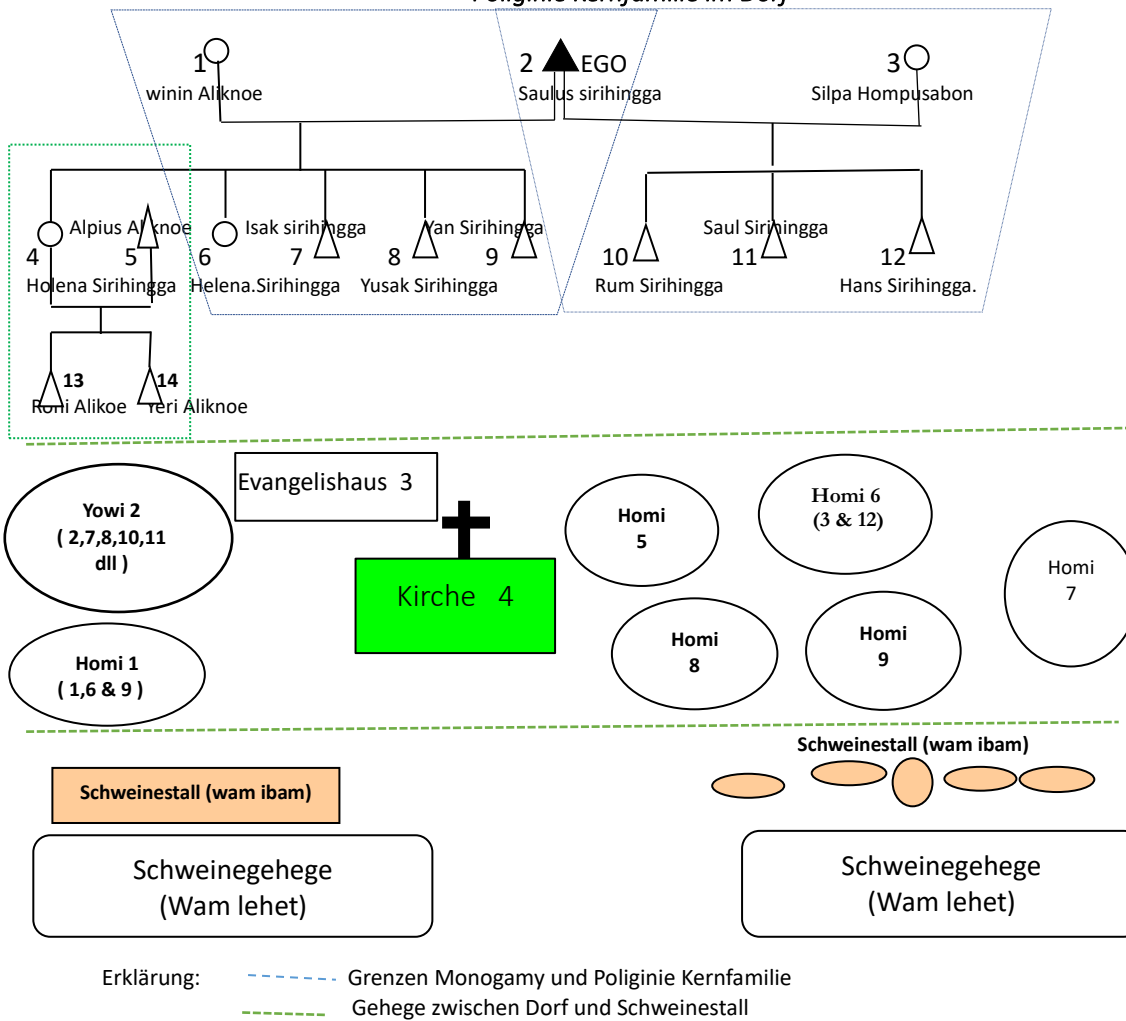 Poliginie Kernfamilie im Dorf
1
2 EGO
3
winin Aliknoe
Saulus sirihingga
Silpa Hompusabon
Alpius Aliknoe
Isak sirihingga
Yan Sirihingga
Saul Sirihingga
4
5
6
7
8
9
10
11
12
Holena Sirihingga
Helena.Sirihingga
Yusak Sirihingga
Rum Sirihingga
Hans Sirihingga.
13
14
Roni Alikoe
Yeri Aliknoe
Evangelishaus 3
Yowi 2
( 2,7,8,10,11
dll )
Kirche 4
Homi
5
Homi 6
(3 & 12)
Homi
7
Homi 1
( 1,6 & 9 )
Homi
8
Homi
9
Schweinestall (wam ibam)
Schweinestall (wam ibam)
Schweinegehege
(Wam lehet)
Schweinegehege
(Wam lehet)
Erklärung:
Grenzen Monogamy und Poliginie Kernfamilie
Gehege zwischen Dorf und Schweinestall